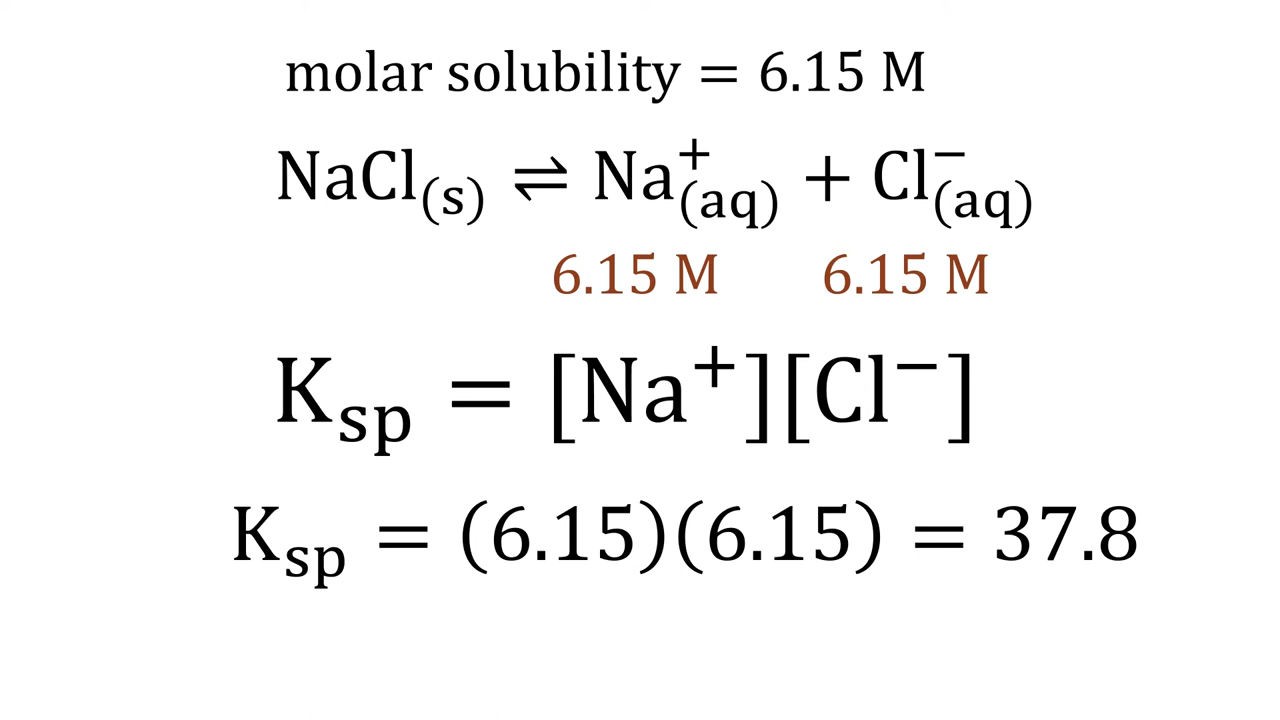 molar solubility = 6.15 M
NaCl(s) ⇌ Na⁺(aq) + Cl⁻(aq)
6.15 M 6.15 M
Ksp = [Na⁺][Cl⁻]
Ksp = (6.15)(6.15) = 37.8